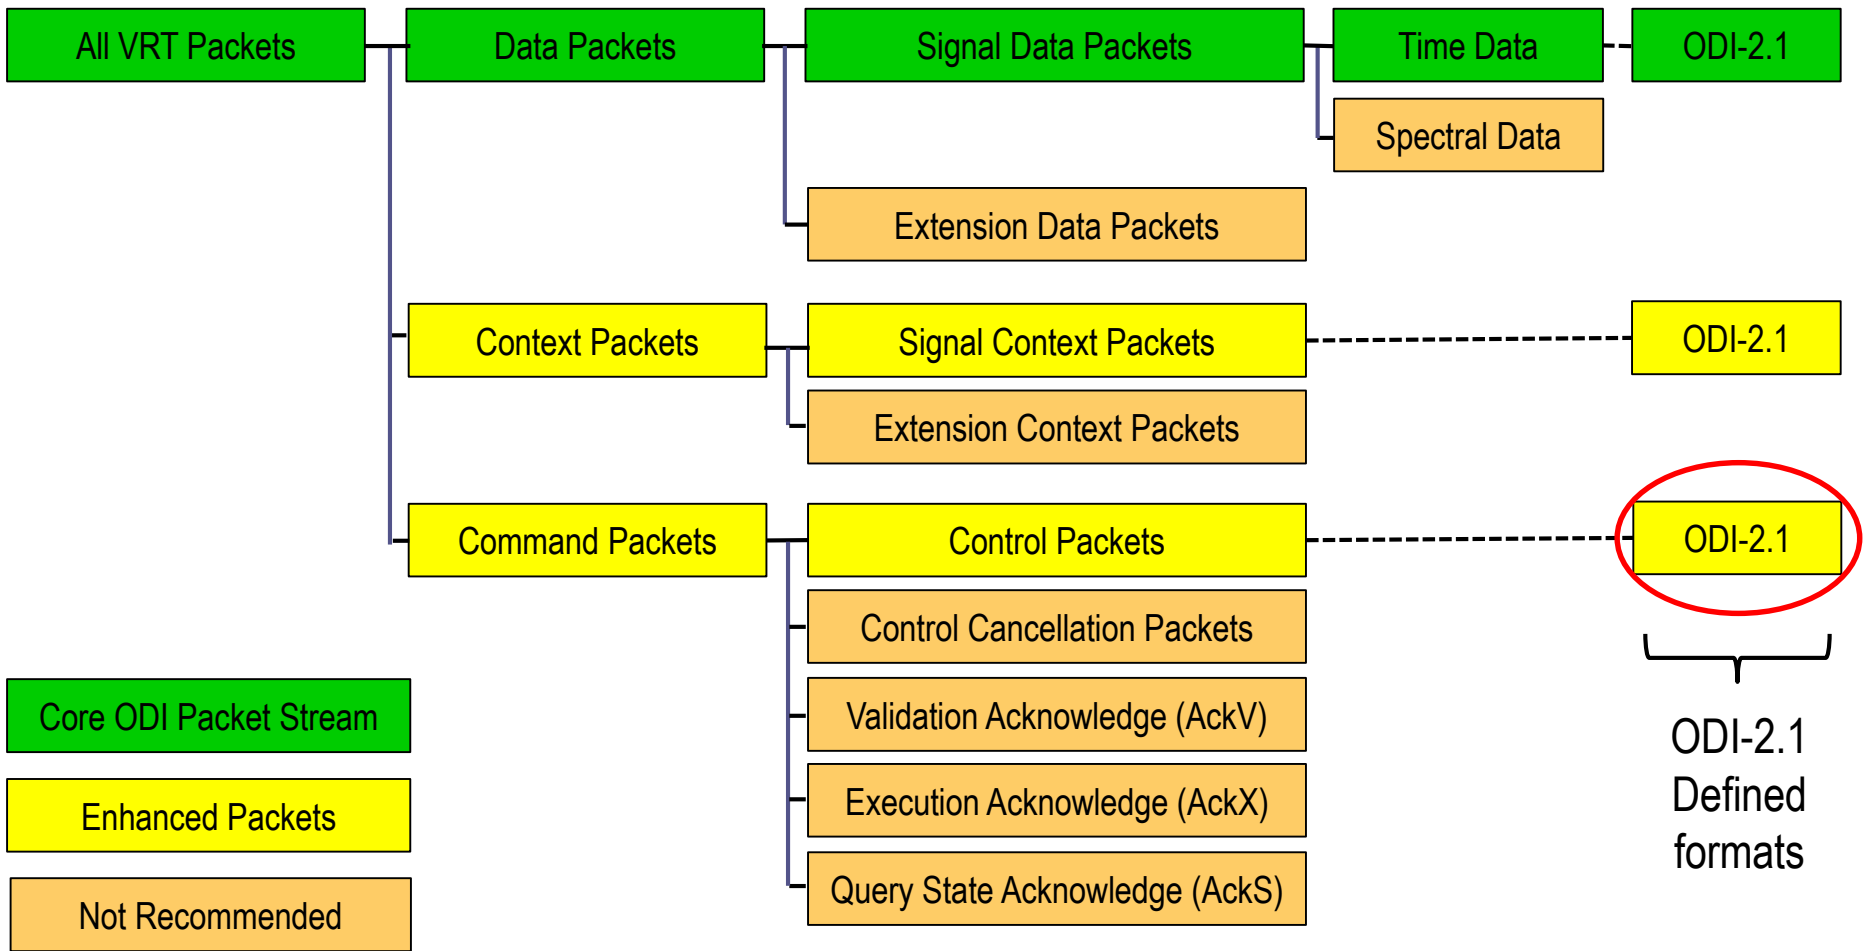 All VRT Packets
Data Packets
Signal Data Packets
Time Data
ODI-2.1
Spectral Data
Extension Data Packets
Context Packets
Signal Context Packets
ODI-2.1
Extension Context Packets
Command Packets
Control Packets
ODI-2.1
Control Cancellation Packets
Validation Acknowledge (AckV)
Execution Acknowledge (AckX)
Query State Acknowledge (AckS)
Core ODI Packet Stream
Enhanced Packets
Not Recommended
ODI-2.1
Defined
formats